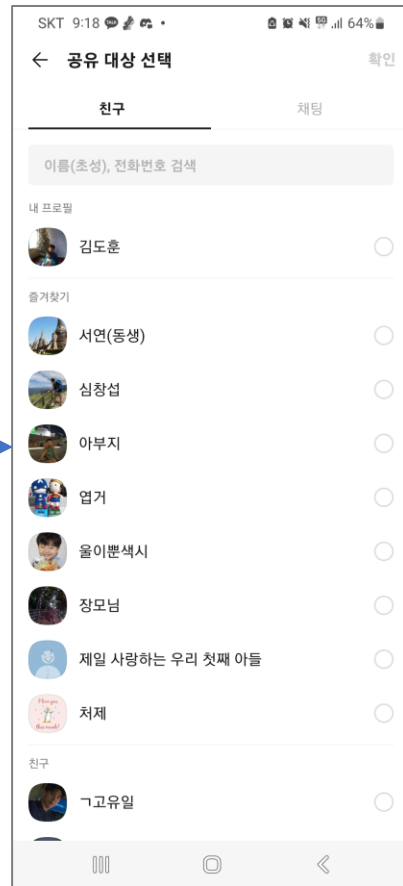 SKT 9:18
64%
공유 대상 선택
확인
친구
채팅
이름(초성), 전화번호 검색
내 프로필
김도훈
즐겨찾기
서연(동생)
심창섭
아부지
엽거
울이뿐색시
장모님
제일 사랑하는 우리 첫째 아들
처제
친구
ㄱ고유일